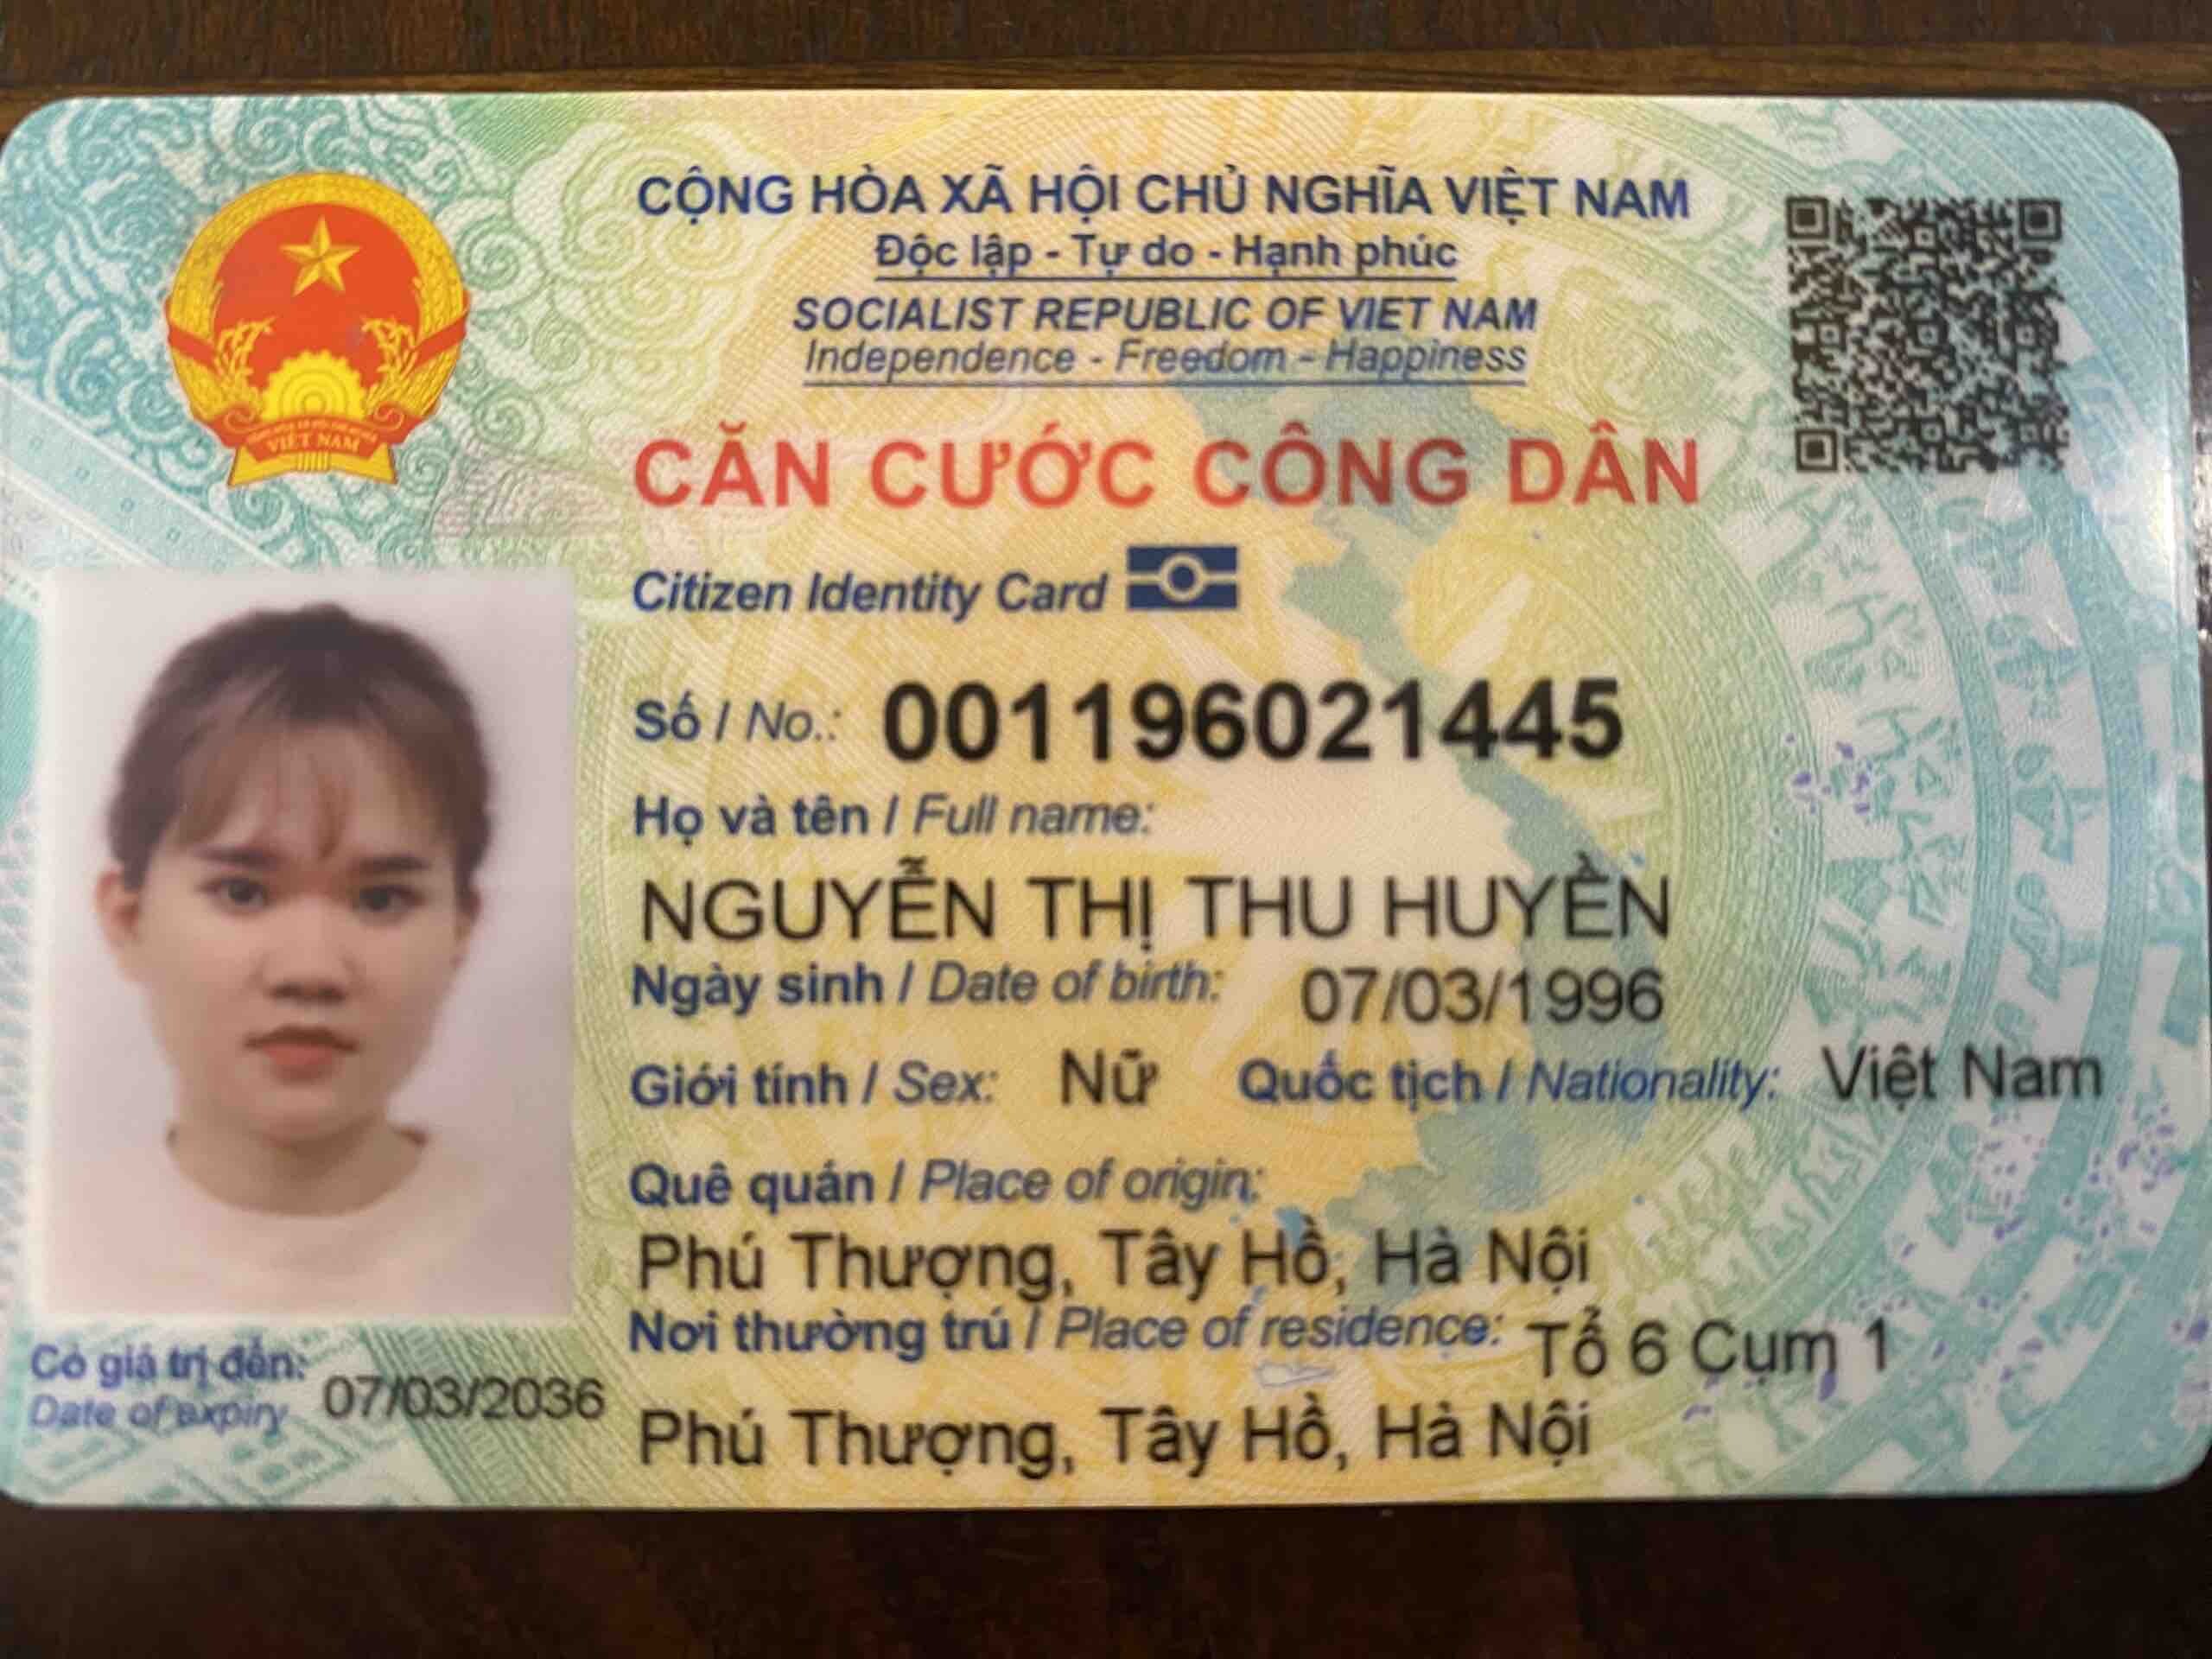 CỘNG HÒA XÃ HỘI CHỦ NGHĨA VIỆT NAM
Độc lập - Tự do - Hạnh phúc
SOCIALIST REPUBLIC OF VIET NAM
Independence - Freedom - Happiness
VIỆT NAM
CĂN CƯỚC CÔNG DÂN
Citizen Identity Card
Số / No.: 001196021445
Họ và tên / Full name:
NGUYỄN THỊ THU HUYỀN
Ngày sinh / Date of birth: 07/03/1996
Giới tính / Sex: Nữ Quốc tịch / Nationality: Việt Nam
Quê quán / Place of origin:
Phú Thượng, Tây Hồ, Hà Nội
Nơi thường trú / Place of residence: Tổ 6 Cụm 1
Phú Thượng, Tây Hồ, Hà Nội
Có giá trị đến: 07/03/2036
Date of expiry